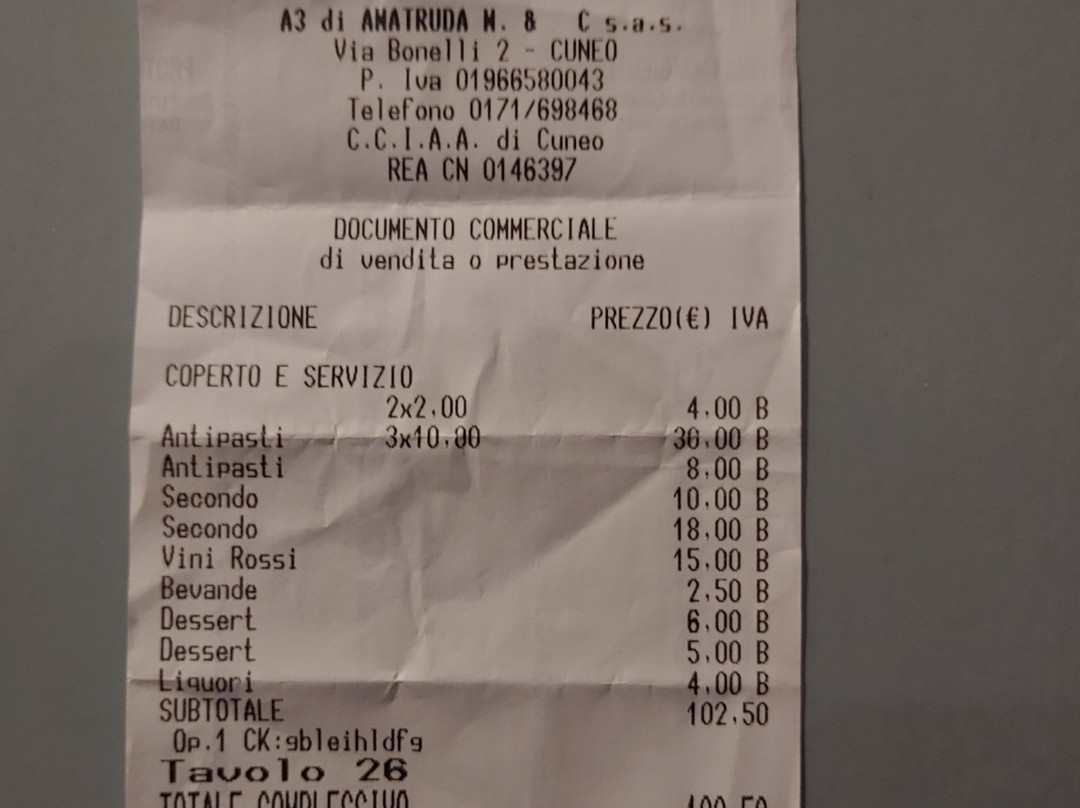 A3 di AMATRUDA M. & C s.a.s.
Via Bonelli 2 - CUNEO
P. Iva 01966580043
Telefono 0171/698468
C.C.I.A.A. di Cuneo
REA CN 0146397
DOCUMENTO COMMERCIALE
di vendita o prestazione
DESCRIZIONE PREZZO(€) IVA
COPERTO E SERVIZIO
2x2,00 4,00 B
Antipasti 3x10,00 30,00 B
Antipasti 8,00 B
Secondo 10,00 B
Secondo 18,00 B
Vini Rossi 15,00 B
Bevande 2,50 B
Dessert 6,00 B
Dessert 5,00 B
Liquori 4,00 B
SUBTOTALE 102,50
Op.1 CK:gbleihldfg
Tavolo 26
TOTALE COMPLESSIVO